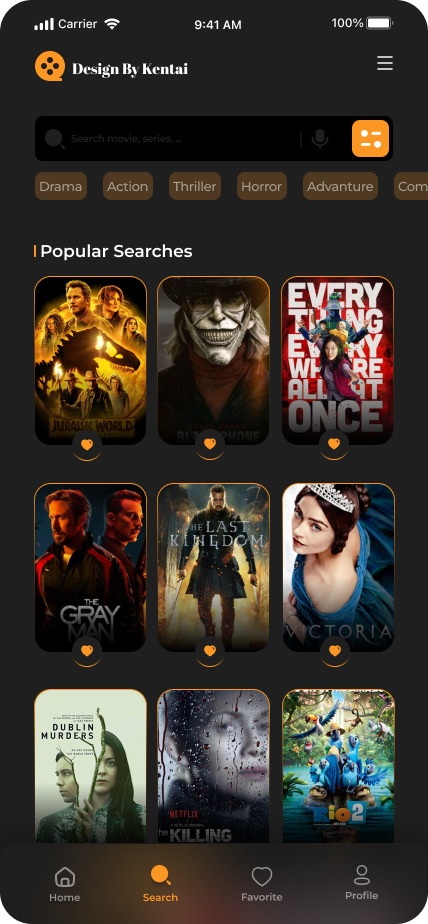 Carrier 9:41 AM 100%
Design By Kentai
Search movie, series, ...
Drama Action Thriller Horror Advanture Com
Popular Searches
JURASSIC WORLD
BLACK PHONE
EVERY
THING
EVERY
WHERE
ALL AT
ONCE
THE
GRAY
MAN
THE LAST
KINGDOM
VICTORIA
DUBLIN
MURDERS
NETFLIX
THE KILLING
Rio2
Home Search Favorite Profile